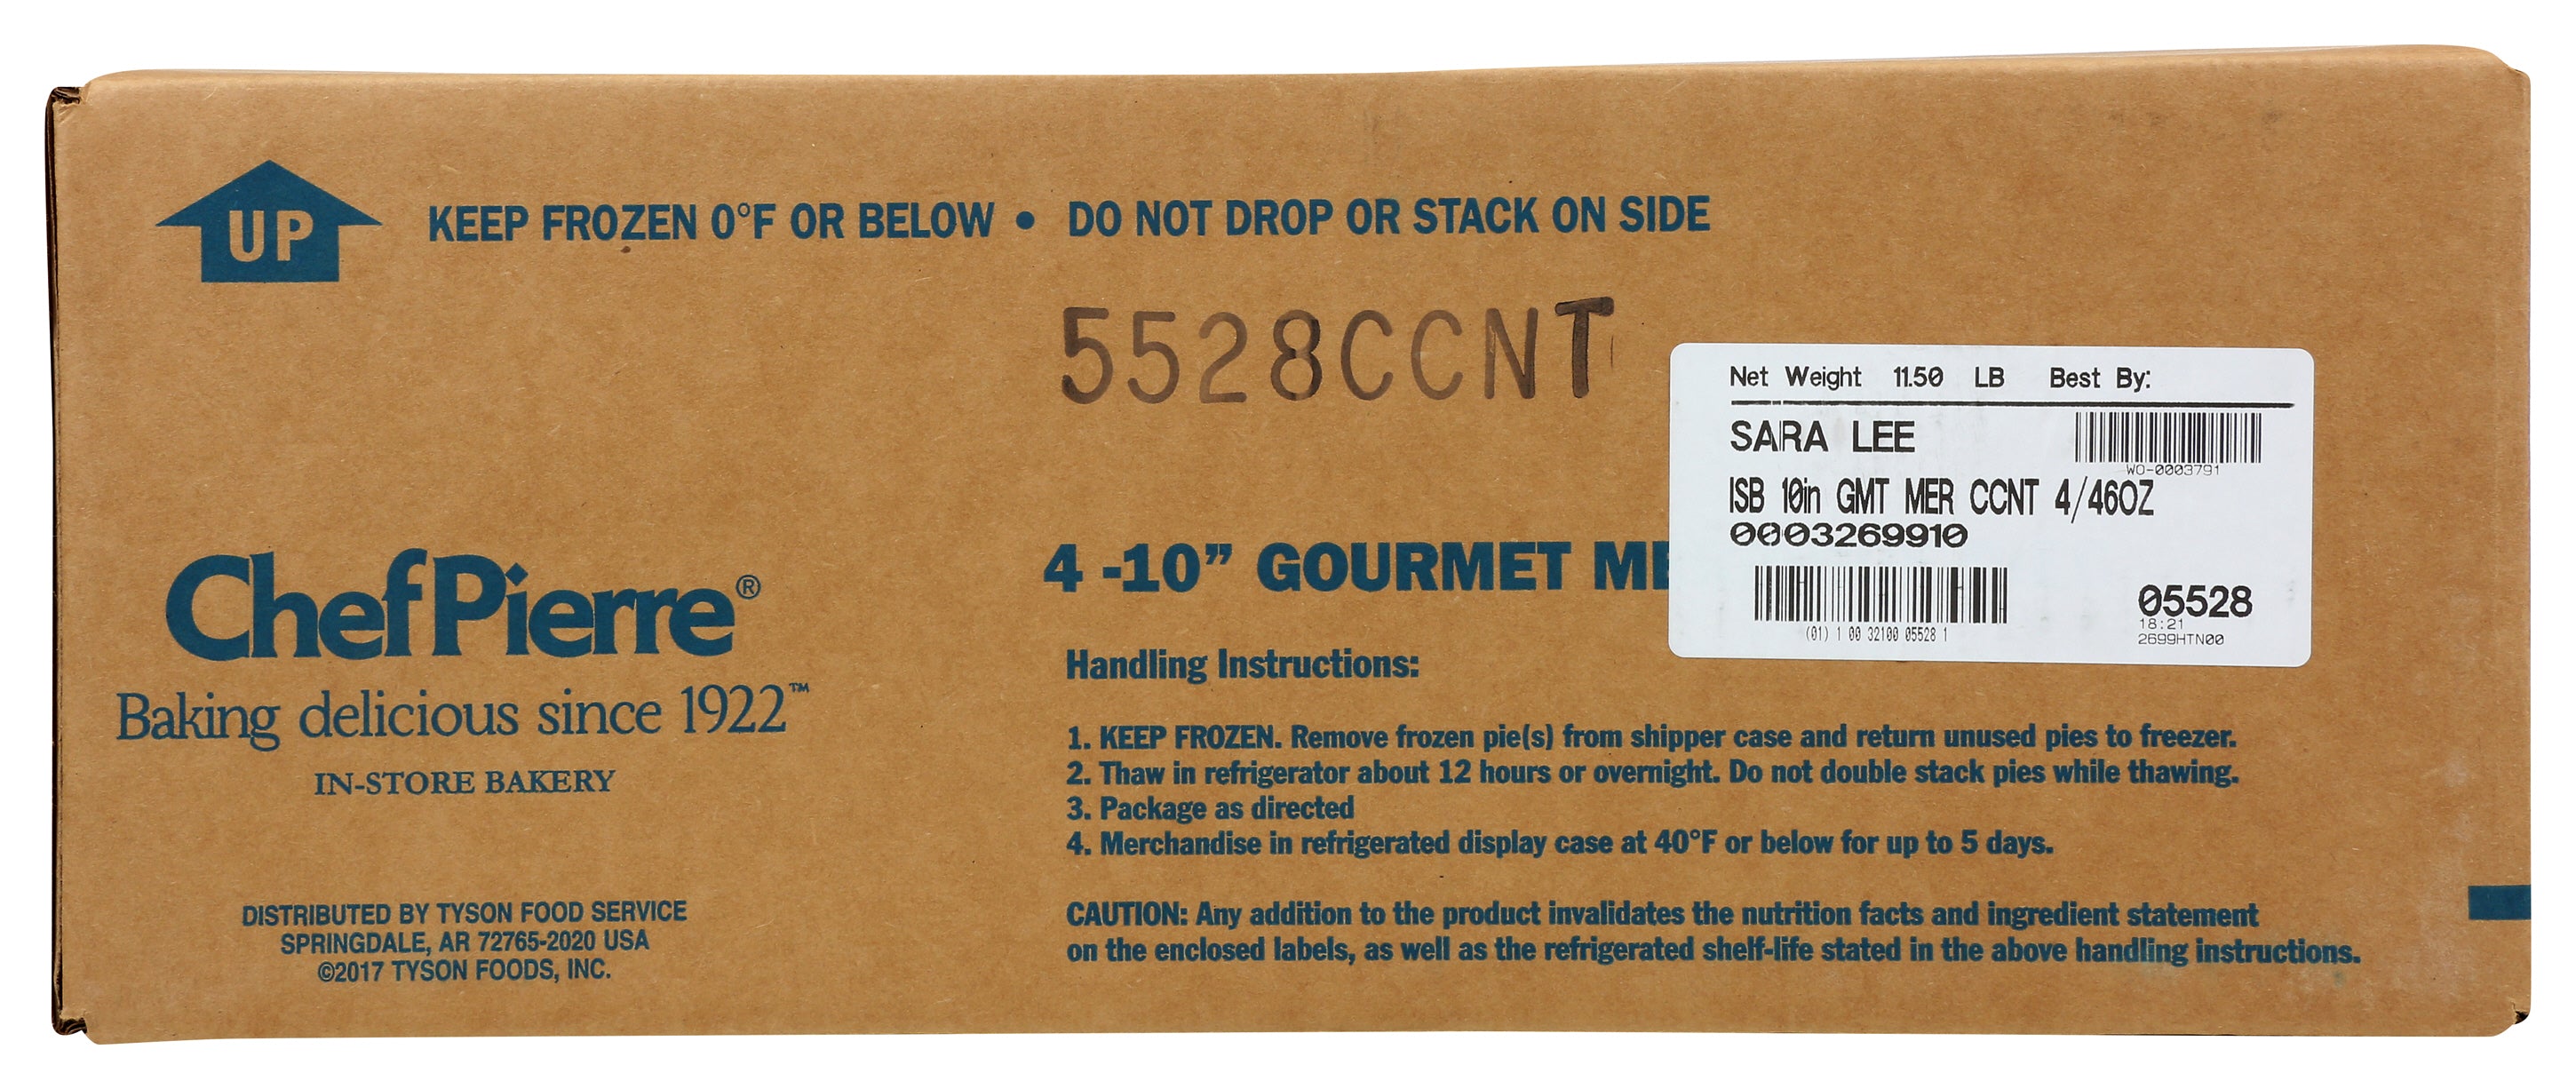 UP
KEEP FROZEN 0°F OR BELOW • DO NOT DROP OR STACK ON SIDE
5528CCNT
Net Weight 11.50 LB Best By:
SARA LEE
WO-0003791
ISB 10in GMT MER CCNT 4/46OZ
0003269910
(01) 1 00 32100 05528 1
05528
18:21
2699HTN00
4 -10” GOURMET
ChefPierre®
Baking delicious since 1922™
IN-STORE BAKERY
DISTRIBUTED BY TYSON FOOD SERVICE
SPRINGDALE, AR 72765-2020 USA
©2017 TYSON FOODS, INC.
Handling Instructions:
1. KEEP FROZEN. Remove frozen pie(s) from shipper case and return unused pies to freezer.
2. Thaw in refrigerator about 12 hours or overnight. Do not double stack pies while thawing.
3. Package as directed
4. Merchandise in refrigerated display case at 40°F or below for up to 5 days.
CAUTION: Any addition to the product invalidates the nutrition facts and ingredient statement
on the enclosed labels, as well as the refrigerated shelf-life stated in the above handling instructions.